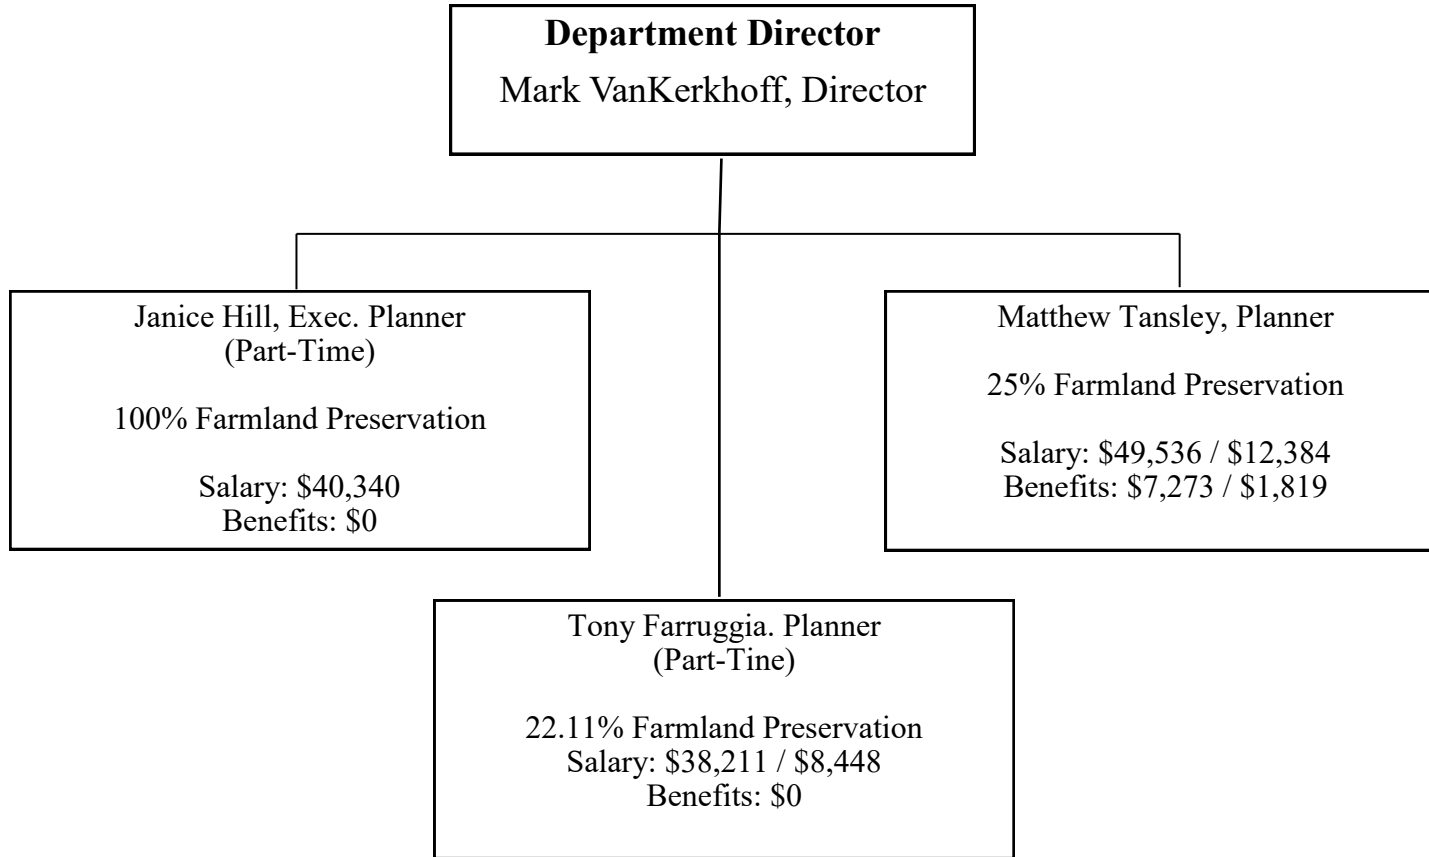 Department Director
Mark VanKerkhoff, Director
Janice Hill, Exec. Planner
(Part-Time)
100% Farmland Preservation
Salary: $40,340
Benefits: $0
Matthew Tansley, Planner
25% Farmland Preservation
Salary: $49,536 / $12,384
Benefits: $7,273 / $1,819
Tony Farruggia. Planner
(Part-Tine)
22.11% Farmland Preservation
Salary: $38,211 / $8,448
Benefits: $0